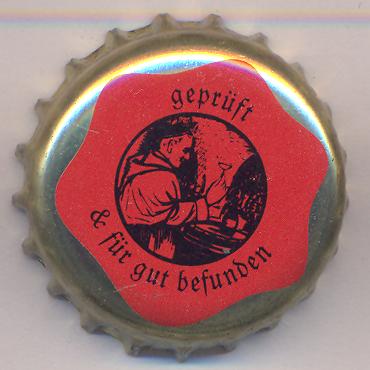 geprüft
& für gut befunden